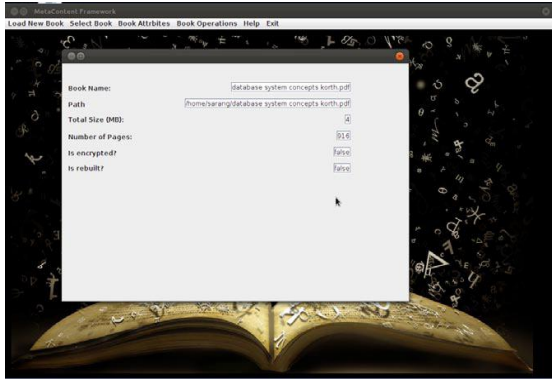 MetaContent Framework
Load New Book Select Book Book Attrbites Book Operations Help Exit
Book Name: database system concepts korth.pdf
Path /home/sarang/database system concepts korth.pdf
Total Size (MB): 4
Number of Pages: 916
Is encrypted? false
Is rebuilt? false